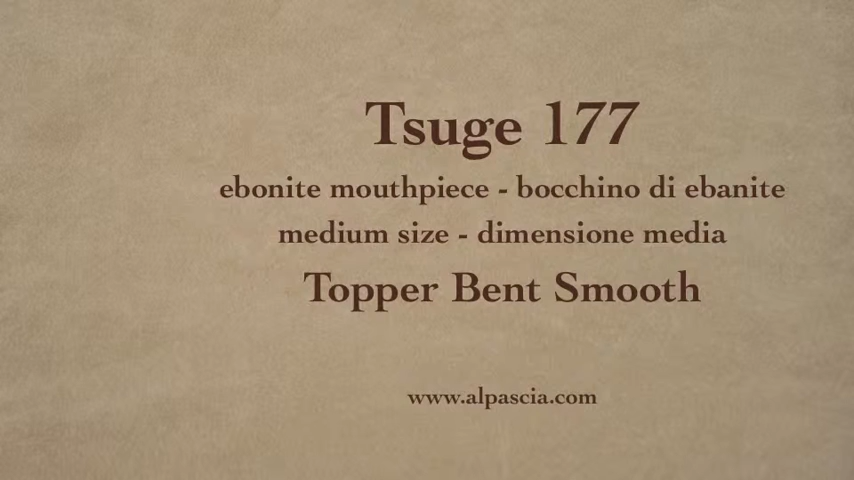 Tsuge 177
ebonite mouthpiece - bocchino di ebanite
medium size - dimensione media
Topper Bent Smooth
www.alpascia.com